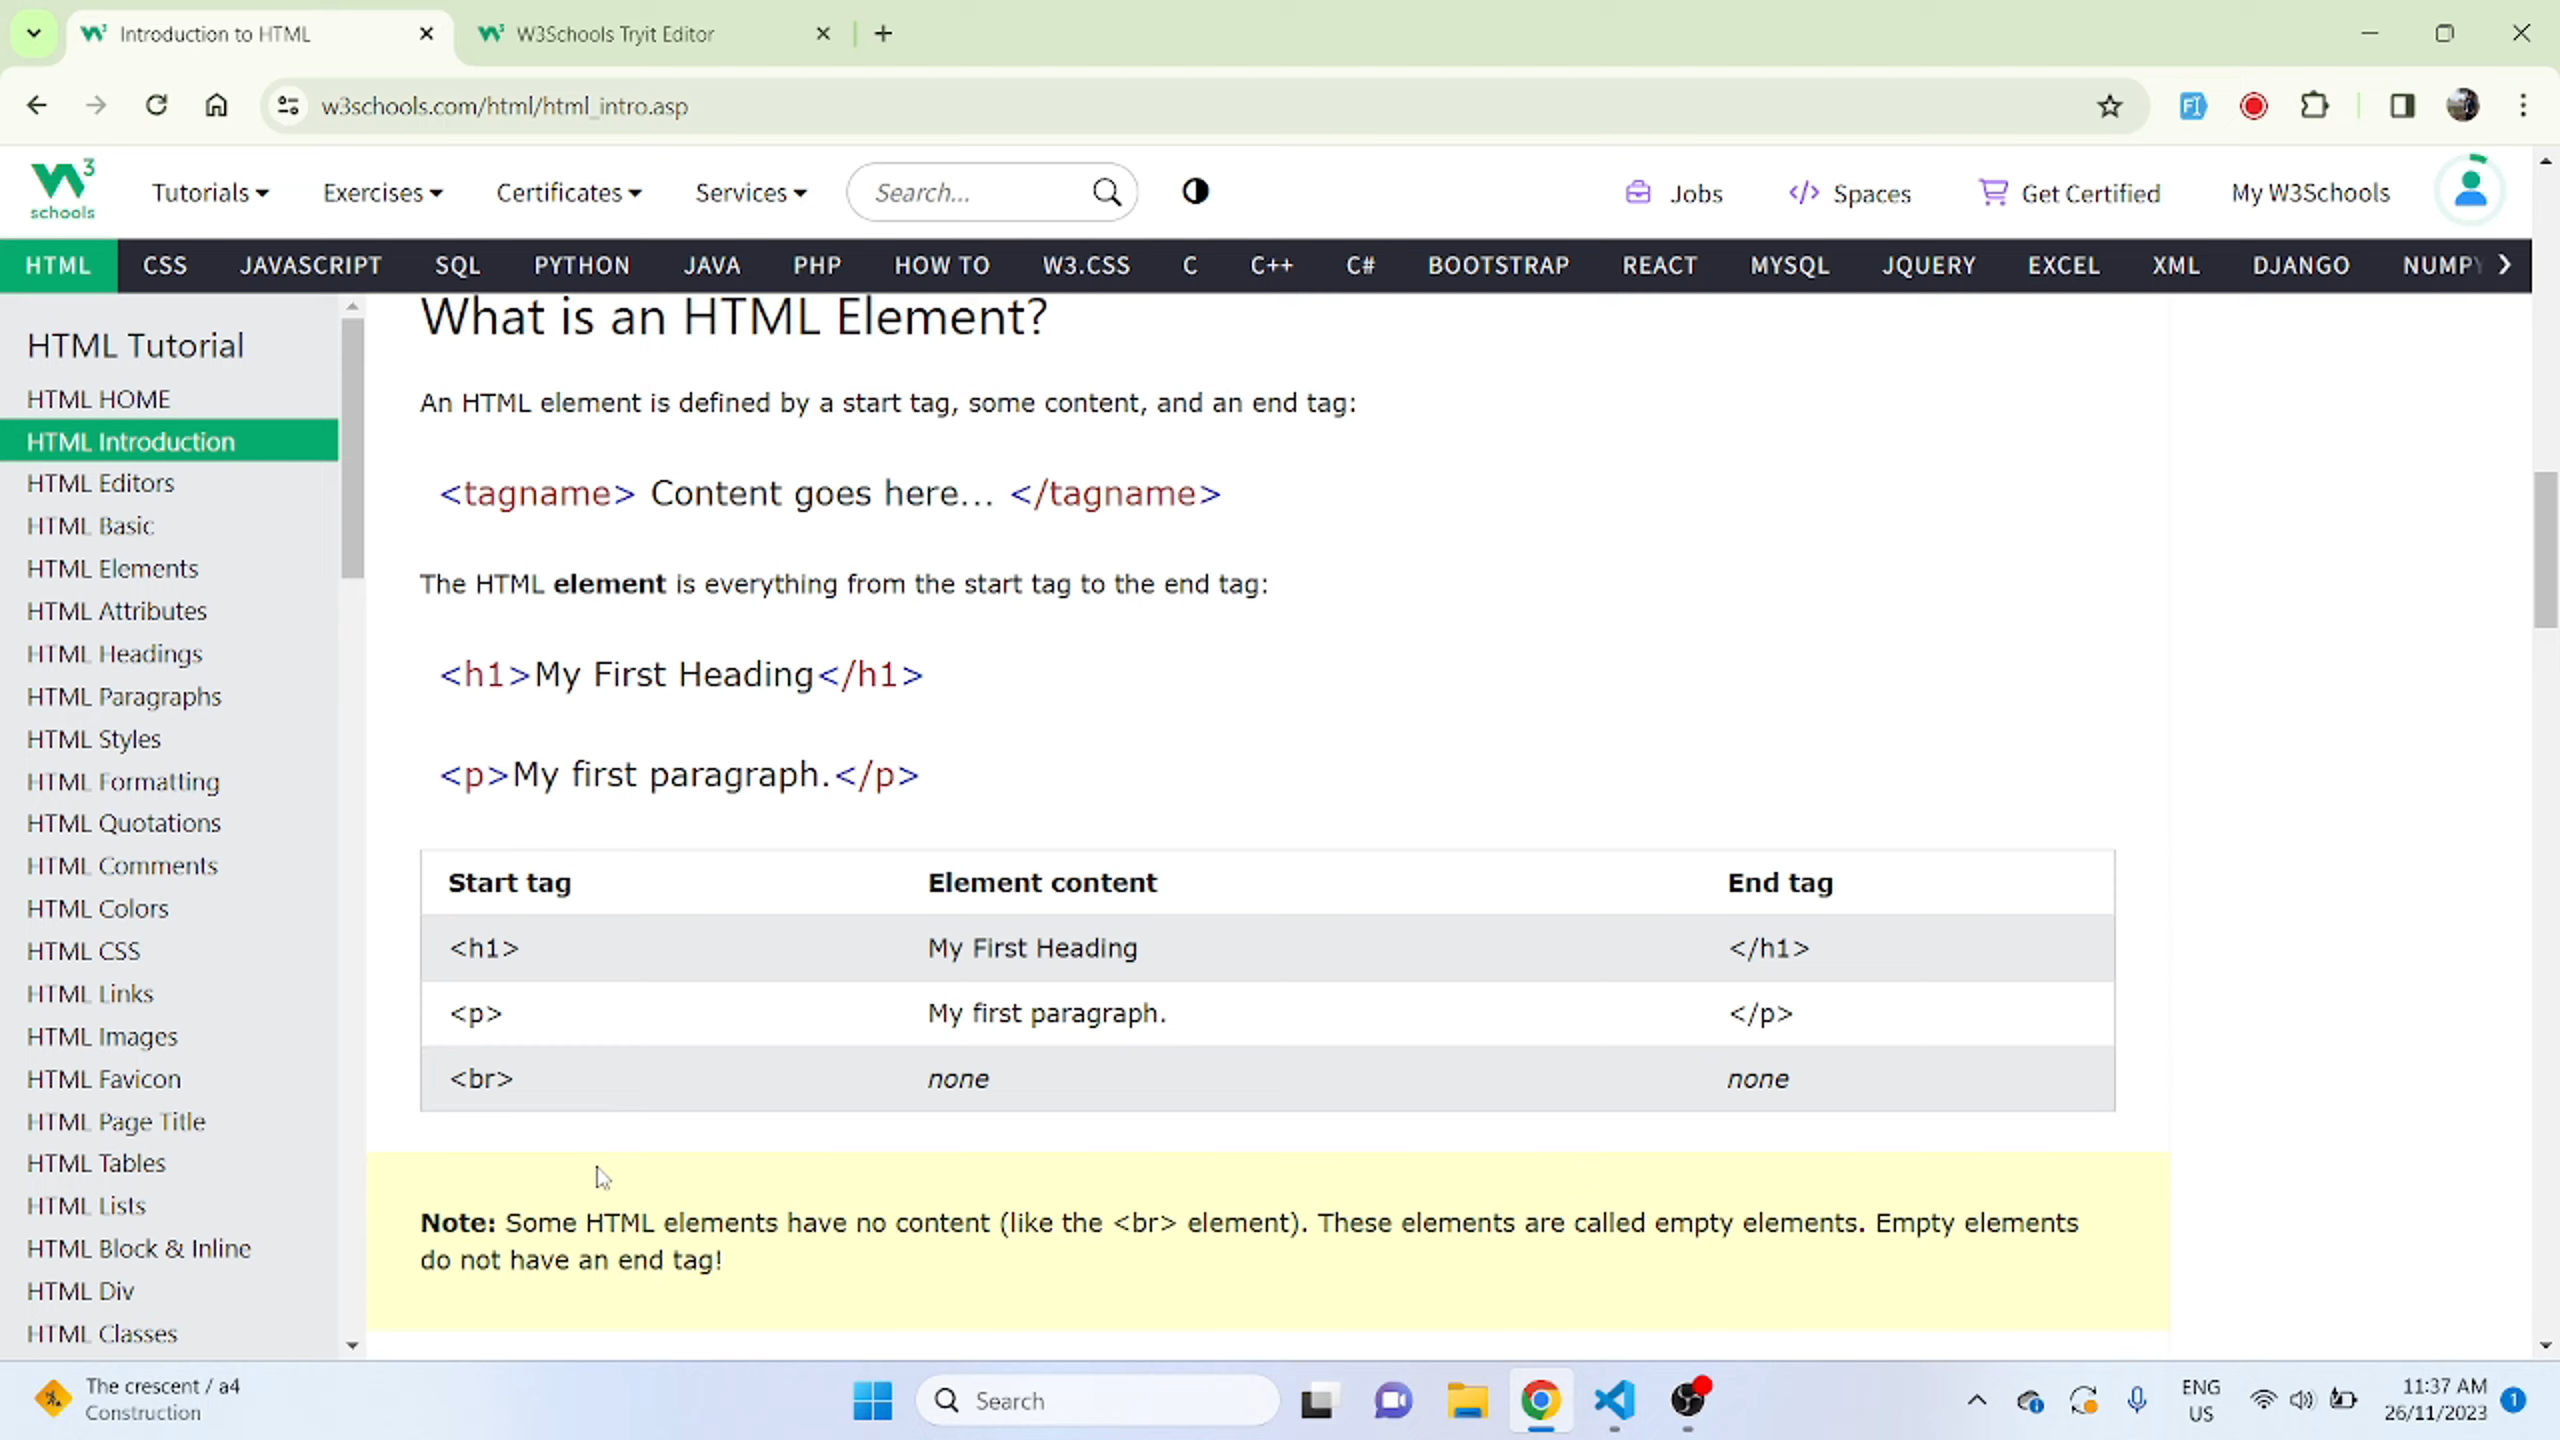 Introduction to HTML
W3Schools Tryit Editor
w3schools.com/html/html_intro.asp
W3 schools
Tutorials
Exercises
Certificates
Services
Search...
Jobs
Spaces
Get Certified
My W3Schools
HTML CSS JAVASCRIPT SQL PYTHON JAVA PHP HOW TO W3.CSS C C++ C# BOOTSTRAP REACT MYSQL JQUERY EXCEL XML DJANGO NUMPY
HTML Tutorial
HTML HOME
HTML Introduction
HTML Editors
HTML Basic
HTML Elements
HTML Attributes
HTML Headings
HTML Paragraphs
HTML Styles
HTML Formatting
HTML Quotations
HTML Comments
HTML Colors
HTML CSS
HTML Links
HTML Images
HTML Favicon
HTML Page Title
HTML Tables
HTML Lists
HTML Block & Inline
HTML Div
HTML Classes
What is an HTML Element?
An HTML element is defined by a start tag, some content, and an end tag:
<tagname> Content goes here... </tagname>
The HTML element is everything from the start tag to the end tag:
<h1>My First Heading</h1>
<p>My first paragraph.</p>
Start tag Element content End tag
<h1> My First Heading </h1>
<p> My first paragraph. </p>
<br> none none
Note: Some HTML elements have no content (like the <br> element). These elements are called empty elements. Empty elements
do not have an end tag!
The crescent / a4
Construction
Search
ENG
US
11:37 AM
26/11/2023
1